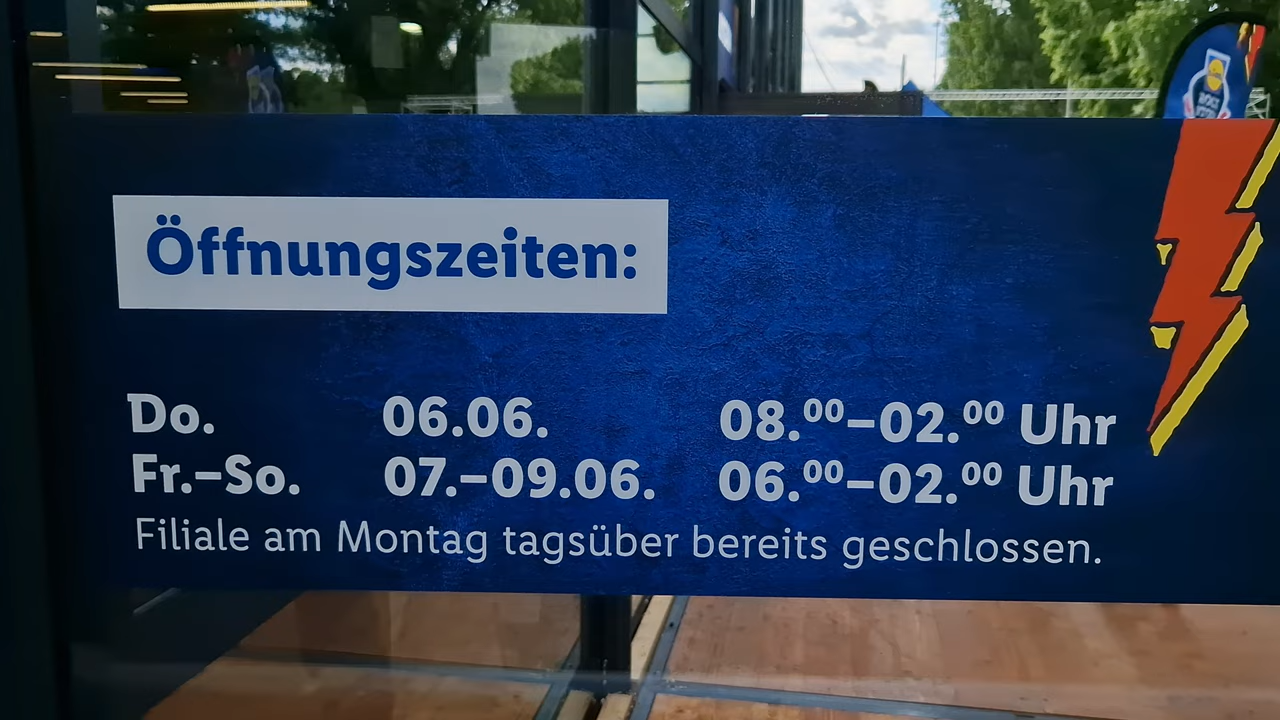 Öffnungszeiten:
Do. 06.06. 08.⁰⁰–02.⁰⁰ Uhr
Fr.–So. 07.–09.06. 06.⁰⁰–02.⁰⁰ Uhr
Filiale am Montag tagsüber bereits geschlossen.